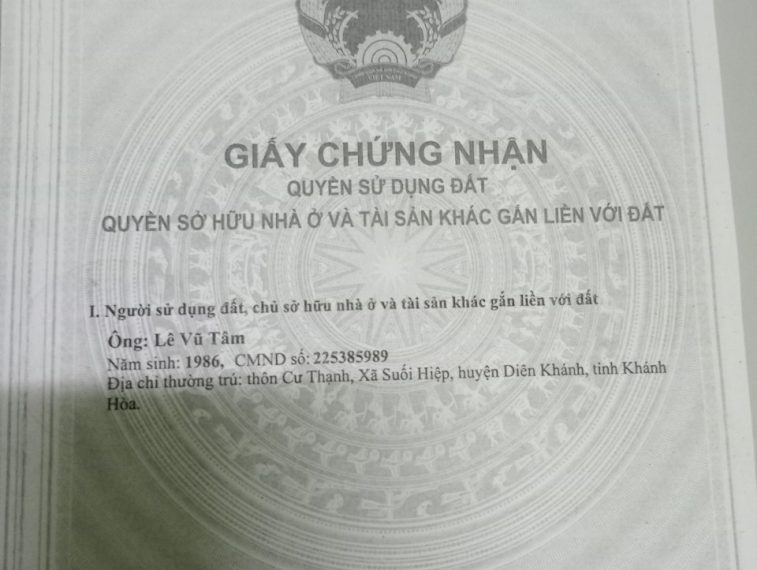 VIỆT NAM
GIẤY CHỨNG NHẬN
QUYỀN SỬ DỤNG ĐẤT
QUYỀN SỞ HỮU NHÀ Ở VÀ TÀI SẢN KHÁC GẮN LIỀN VỚI ĐẤT
I. Người sử dụng đất, chủ sở hữu nhà ở và tài sản khác gắn liền với đất
Ông: Lê Vũ Tâm
Năm sinh: 1986, CMND số: 225385989
Địa chỉ thường trú: thôn Cư Thạnh, Xã Suối Hiệp, huyện Diên Khánh, tỉnh Khánh
Hòa.